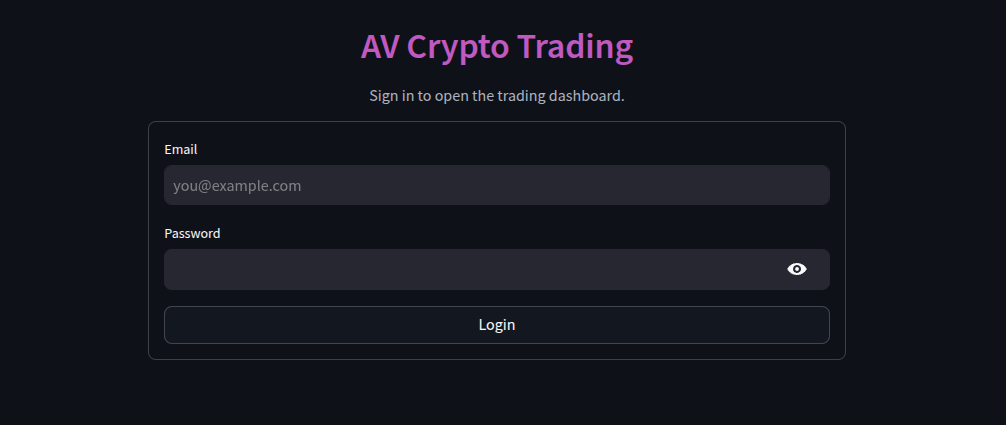 AV Crypto Trading
Sign in to open the trading dashboard.
Email
you@example.com
Password
Login